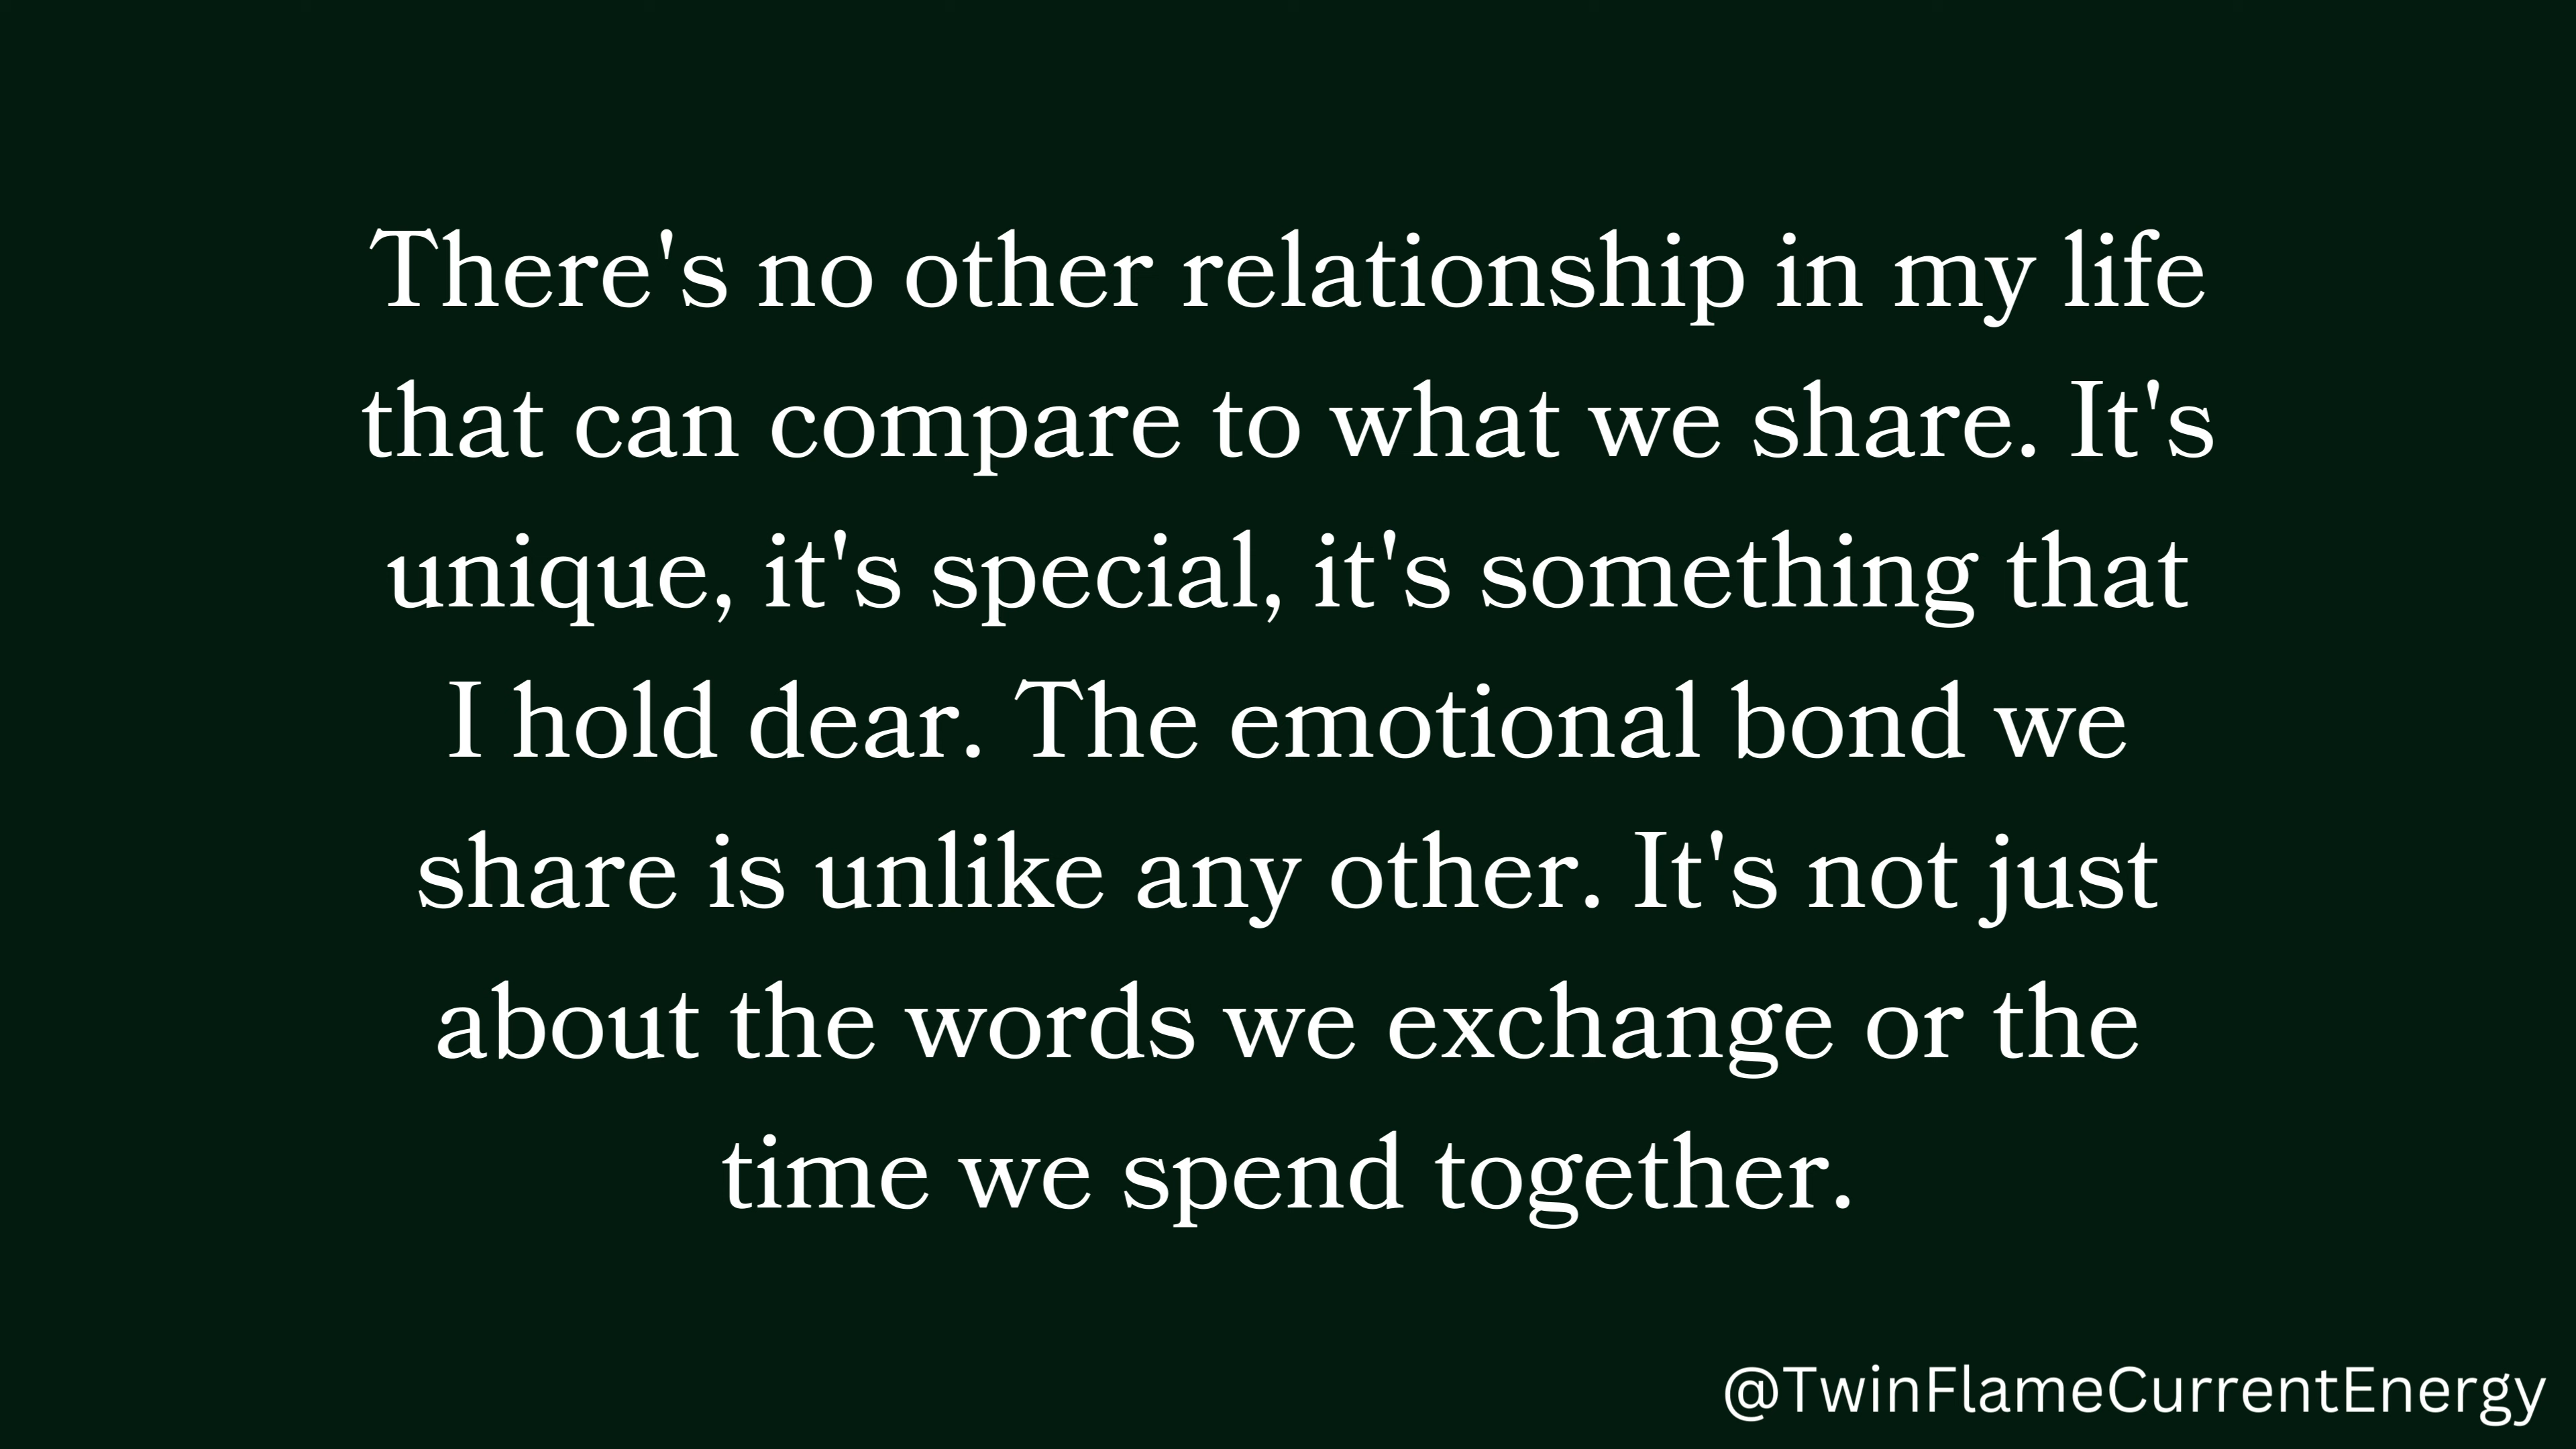 There's no other relationship in my life
that can compare to what we share. It's
unique, it's special, it's something that
I hold dear. The emotional bond we
share is unlike any other. It's not just
about the words we exchange or the
time we spend together.
@TwinFlameCurrentEnergy